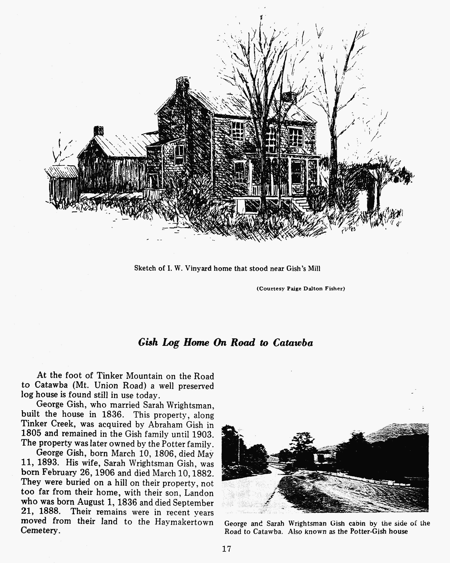 Sketch of I. W. Vinyard home that stood near Gish's Mill
(Courtesy Paige Dalton Fisher)
Gish Log Home On Road to Catawba
At the foot of Tinker Mountain on the Road
to Catawba (Mt. Union Road) a well preserved
log house is found still in use today.
George Gish, who married Sarah Wrightsman,
built the house in 1836. This property, along
Tinker Creek, was acquired by Abraham Gish in
1805 and remained in the Gish family until 1903.
The property was later owned by the Potter family.
George Gish, born March 10, 1806, died May
11, 1893. His wife, Sarah Wrightsman Gish, was
born February 26, 1906 and died March 10, 1882.
They were buried on a hill on their property, not
too far from their home, with their son, Landon
who was born August 1, 1836 and died September
21, 1888. Their remains were in recent years
moved from their land to the Haymakertown
Cemetery.
George and Sarah Wrightsman Gish cabin by the side of the
Road to Catawba. Also known as the Potter-Gish house
17